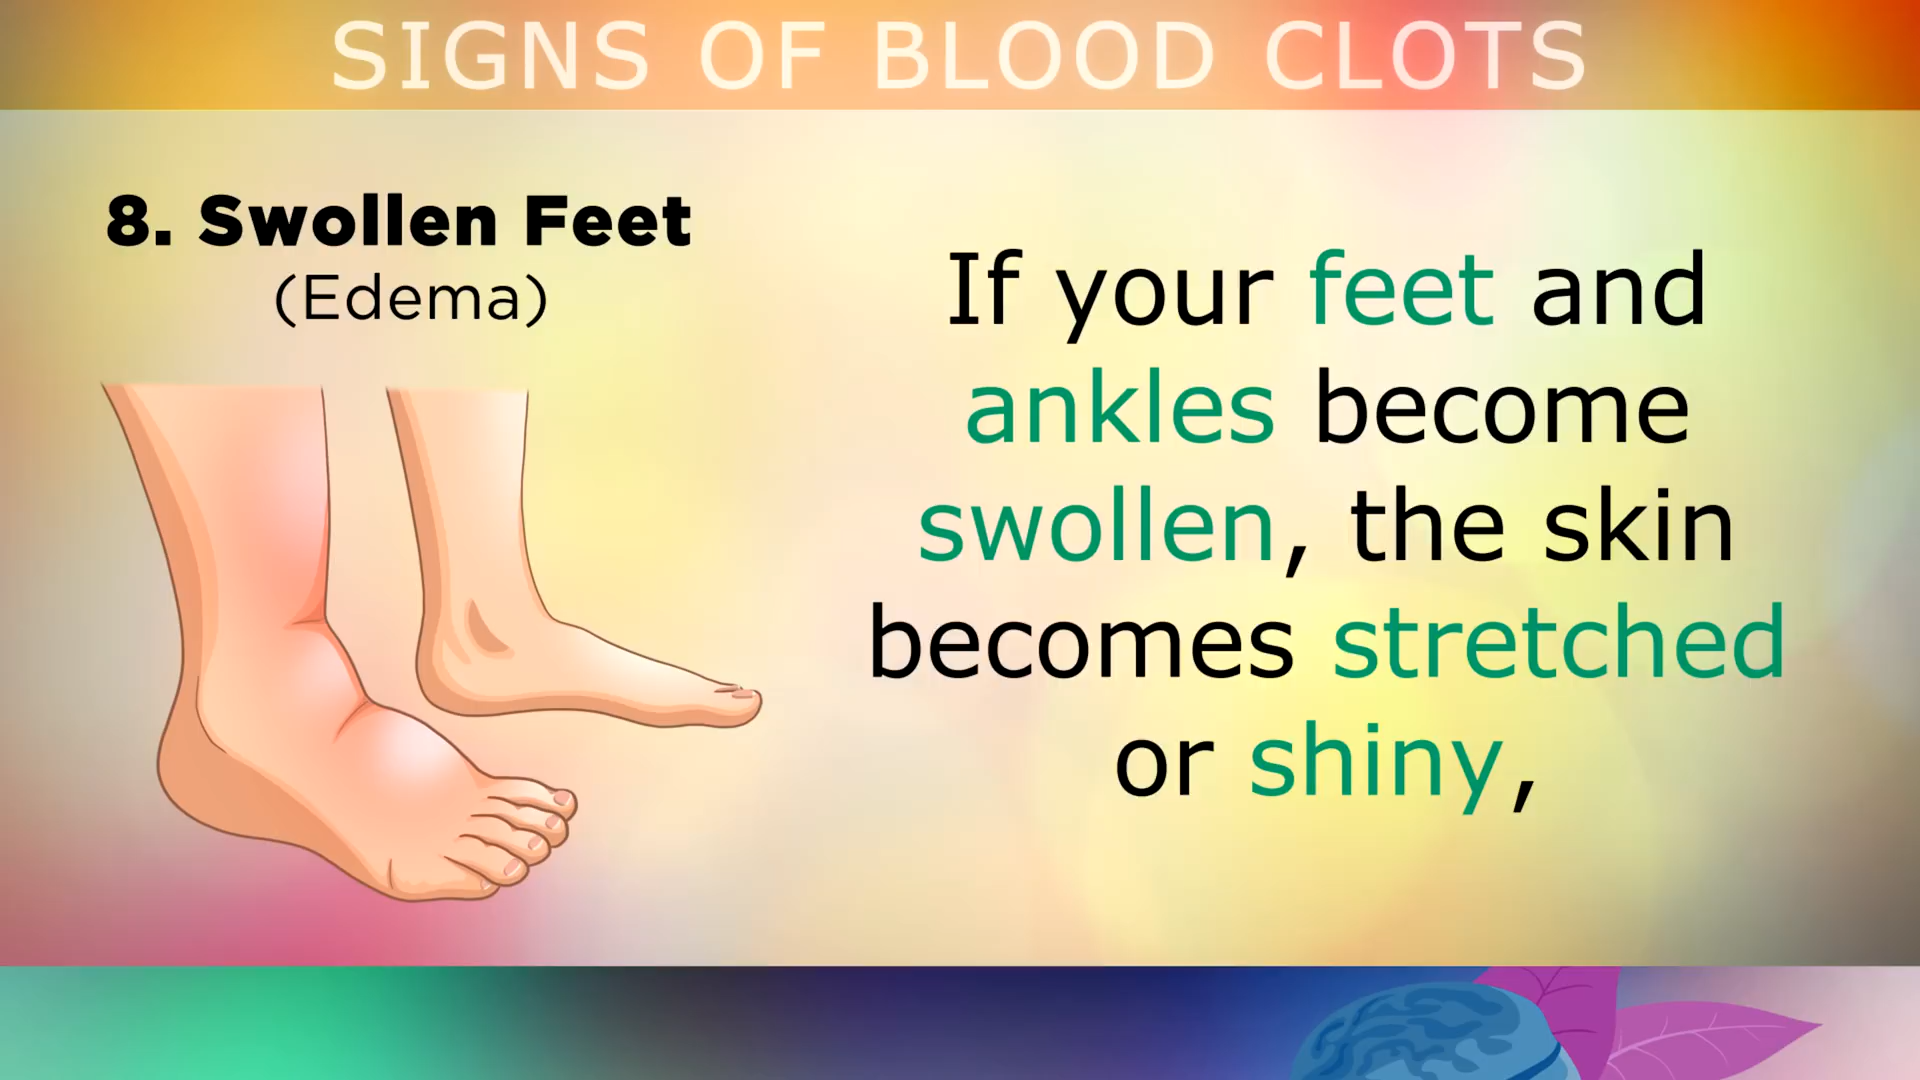 SIGNS OF BLOOD CLOTS
8. Swollen Feet
(Edema)
If your feet and
ankles become
swollen, the skin
becomes stretched
or shiny,